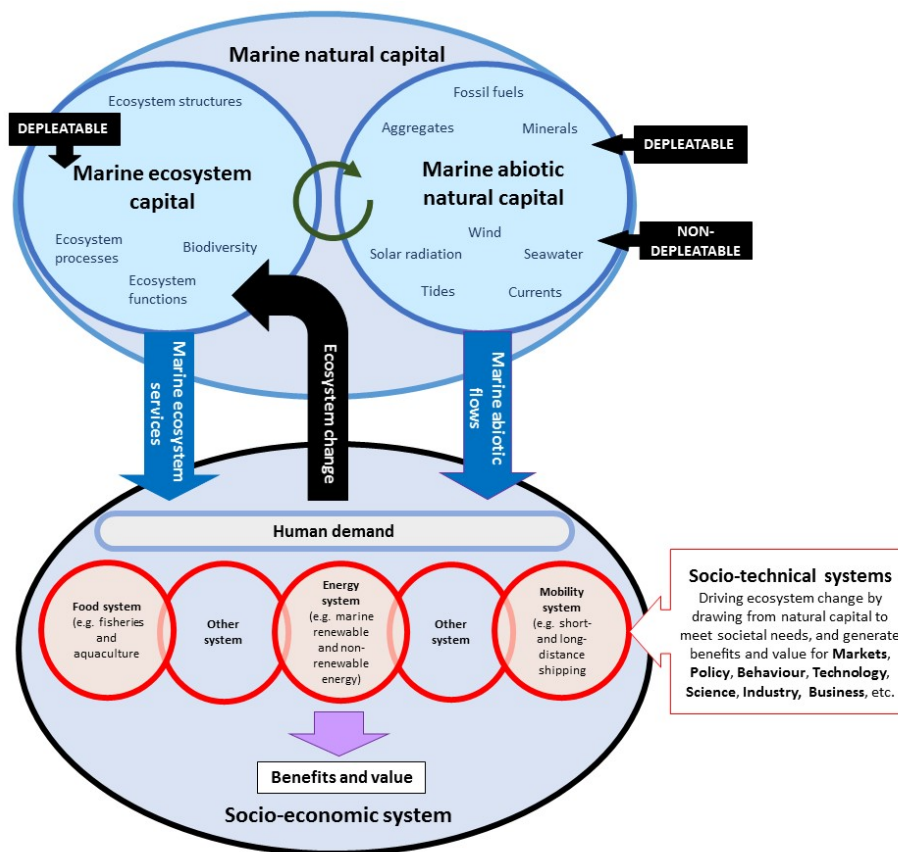 Marine natural capital
Ecosystem structures
DEPLEATABLE
Marine ecosystem
capital
Ecosystem
processes
Biodiversity
Ecosystem
functions
Fossil fuels
Aggregates
Minerals
DEPLEATABLE
Marine abiotic
natural capital
Wind
NON-
DEPLEATABLE
Solar radiation
Seawater
Tides
Currents
Marine ecosystem
services
Ecosystem change
Marine abiotic
flows
Human demand
Food system
(e.g. fisheries
and
aquaculture
Other
system
Energy
system
(e.g. marine
renewable
and non-
renewable
energy)
Other
system
Mobility
system
(e.g. short-
and long-
distance
shipping
Socio-technical systems
Driving ecosystem change by
drawing from natural capital to
meet societal needs, and generate
benefits and value for Markets,
Policy, Behaviour, Technology,
Science, Industry, Business, etc.
Benefits and value
Socio-economic system